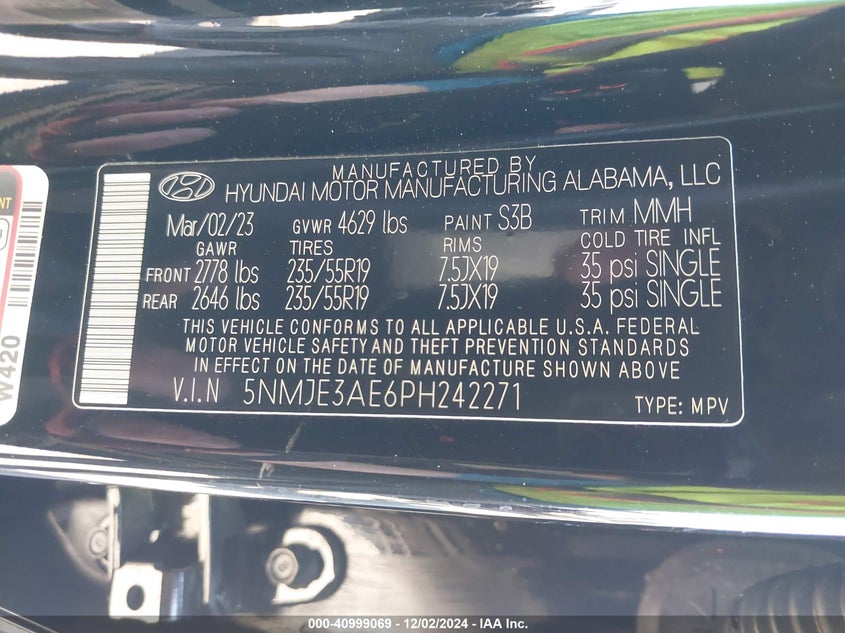 MANUFACTURED BY
HYUNDAI MOTOR MANUFACTURING ALABAMA, LLC
Mar/02/23 GVWR 4629 lbs PAINT S3B TRIM MMH
GAWR TIRES RIMS COLD TIRE INFL
FRONT 2778 lbs 235/55R19 7.5JX19 35 psi SINGLE
REAR 2646 lbs 235/55R19 7.5JX19 35 psi SINGLE
THIS VEHICLE CONFORMS TO ALL APPLICABLE U.S.A. FEDERAL
MOTOR VEHICLE SAFETY AND THEFT PREVENTION STANDARDS
IN EFFECT ON THE DATE OF MANUFACTURE SHOWN ABOVE
V.I.N 5NMJE3AE6PH242271 TYPE: MPV
W420
000-40999069 - 12/02/2024 - IAA Inc.